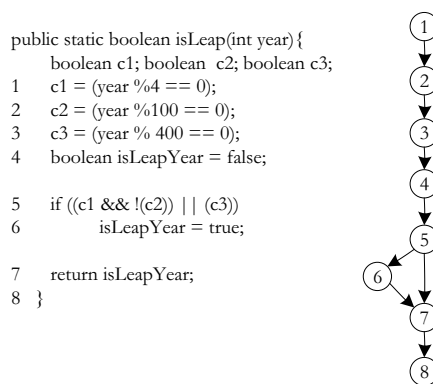 public static boolean isLeap(int year){
boolean c1; boolean c2; boolean c3;
1 c1 = (year %4 == 0);
2 c2 = (year %100 == 0);
3 c3 = (year % 400 == 0);
4 boolean isLeapYear = false;
5 if ((c1 && !(c2)) || (c3))
6 isLeapYear = true;
7 return isLeapYear;
8 }
1
2
3
4
5
6
7
8